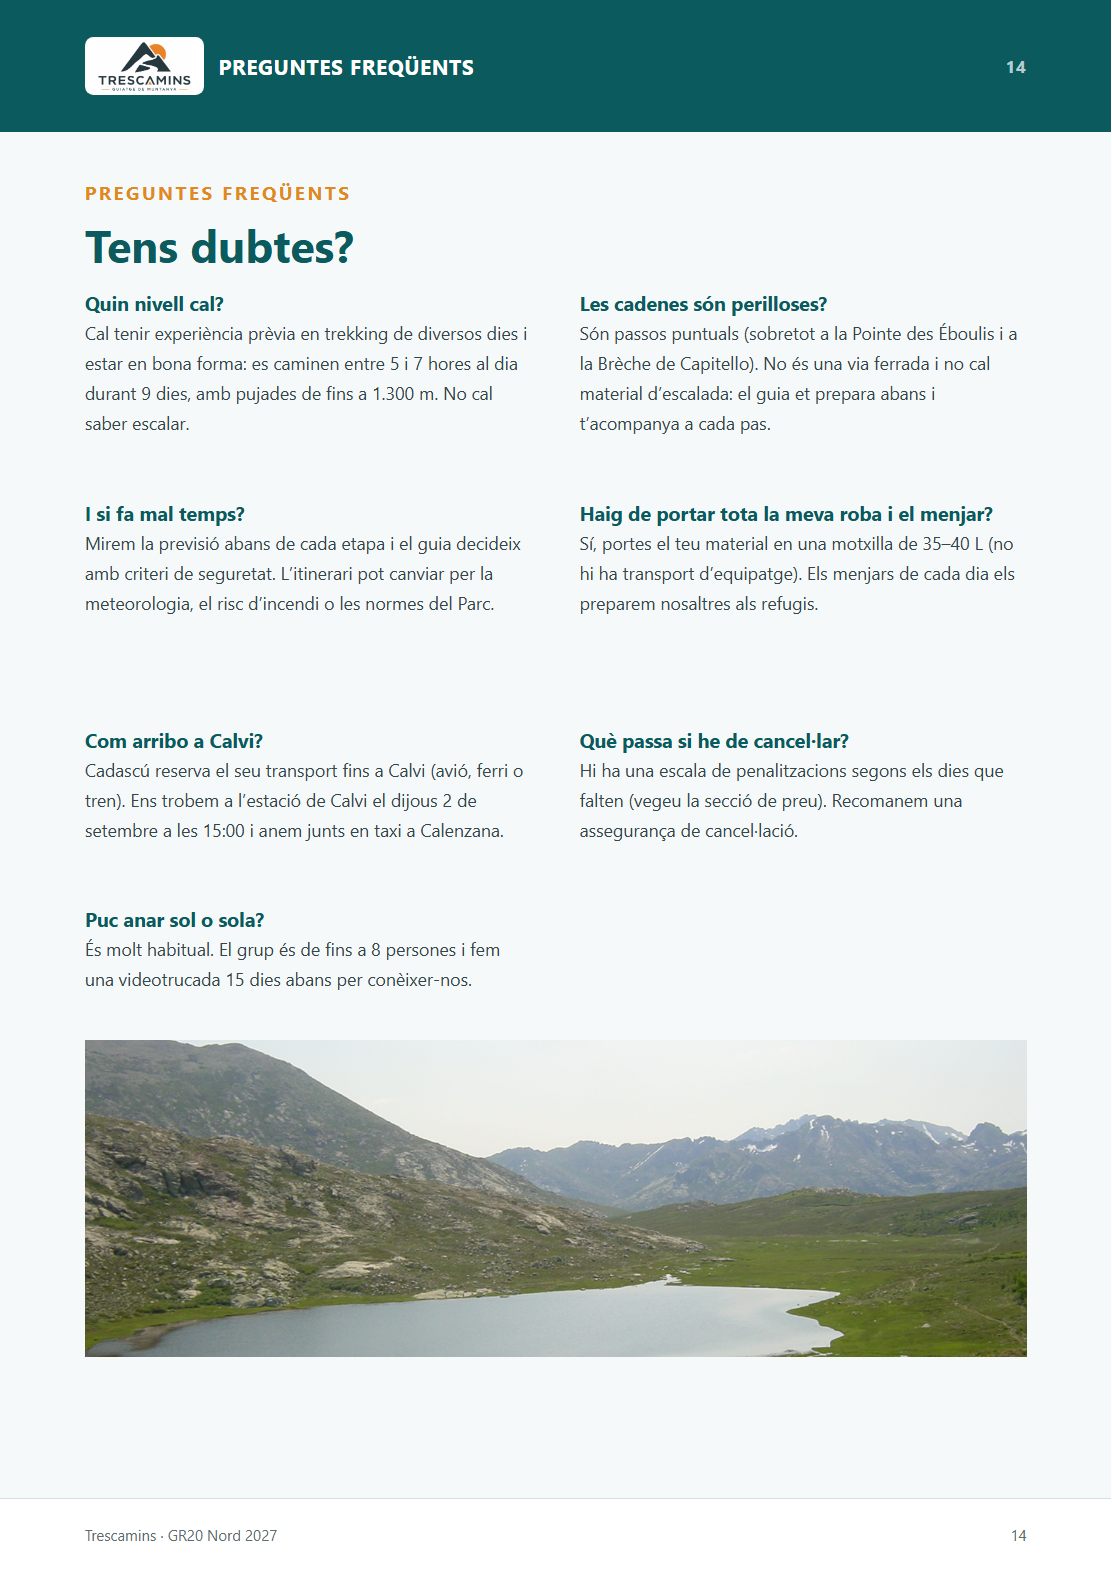 TRESCAMINS
GUIATGE DE MUNTANYA
PREGUNTES FREQÜENTS
14
PREGUNTES FREQÜENTS
Tens dubtes?
Quin nivell cal?
Cal tenir experiència prèvia en trekking de diversos dies i
estar en bona forma: es caminen entre 5 i 7 hores al dia
durant 9 dies, amb pujades de fins a 1.300 m. No cal
saber escalar.
Les cadenes són perilloses?
Són passos puntuals (sobretot a la Pointe des Éboulis i a
la Brèche de Capitello). No és una via ferrada i no cal
material d’escalada: el guia et prepara abans i
t’acompanya a cada pas.
I si fa mal temps?
Mirem la previsió abans de cada etapa i el guia decideix
amb criteri de seguretat. L’itinerari pot canviar per la
meteorologia, el risc d’incendi o les normes del Parc.
Haig de portar tota la meva roba i el menjar?
Sí, portes el teu material en una motxilla de 35–40 L (no
hi ha transport d’equipatge). Els menjars de cada dia els
preparem nosaltres als refugis.
Com arribo a Calvi?
Cadascú reserva el seu transport fins a Calvi (avió, ferri o
tren). Ens trobem a l’estació de Calvi el dijous 2 de
setembre a les 15:00 i anem junts en taxi a Calenzana.
Què passa si he de cancel·lar?
Hi ha una escala de penalitzacions segons els dies que
falten (vegeu la secció de preu). Recomanem una
assegurança de cancel·lació.
Puc anar sol o sola?
És molt habitual. El grup és de fins a 8 persones i fem
una videotrucada 15 dies abans per conèixer-nos.
Trescamins · GR20 Nord 2027
14